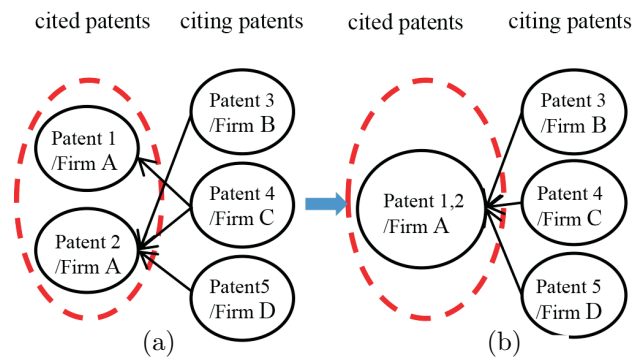 cited patents
citing patents
Patent 1
/Firm A
Patent 2
/Firm A
Patent 3
/Firm B
Patent 4
/Firm C
Patent5
/Firm D
(a)
cited patents
citing patents
Patent 1,2
/Firm A
Patent 3
/Firm B
Patent 4
/Firm C
Patent 5
/Firm D
(b)